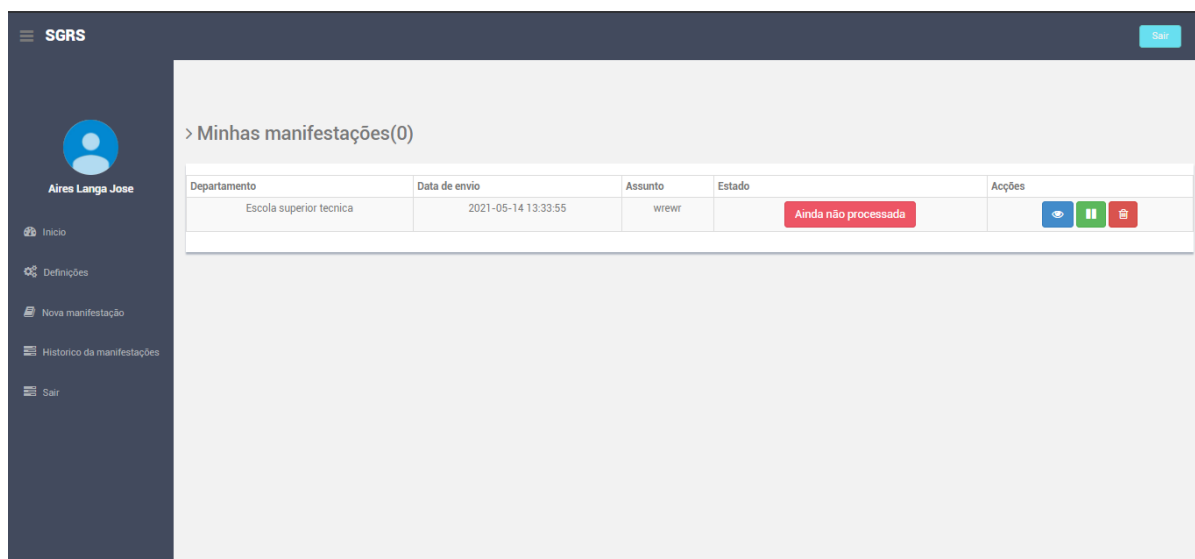 SGRS
Sair
Aires Langa Jose
Inicio
Definições
Nova manifestação
Historico da manifestações
Sair
> Minhas manifestações(0)
Departamento Data de envio Assunto Estado Acções
Escola superior tecnica 2021-05-14 13:33:55 wrewr Ainda não processada